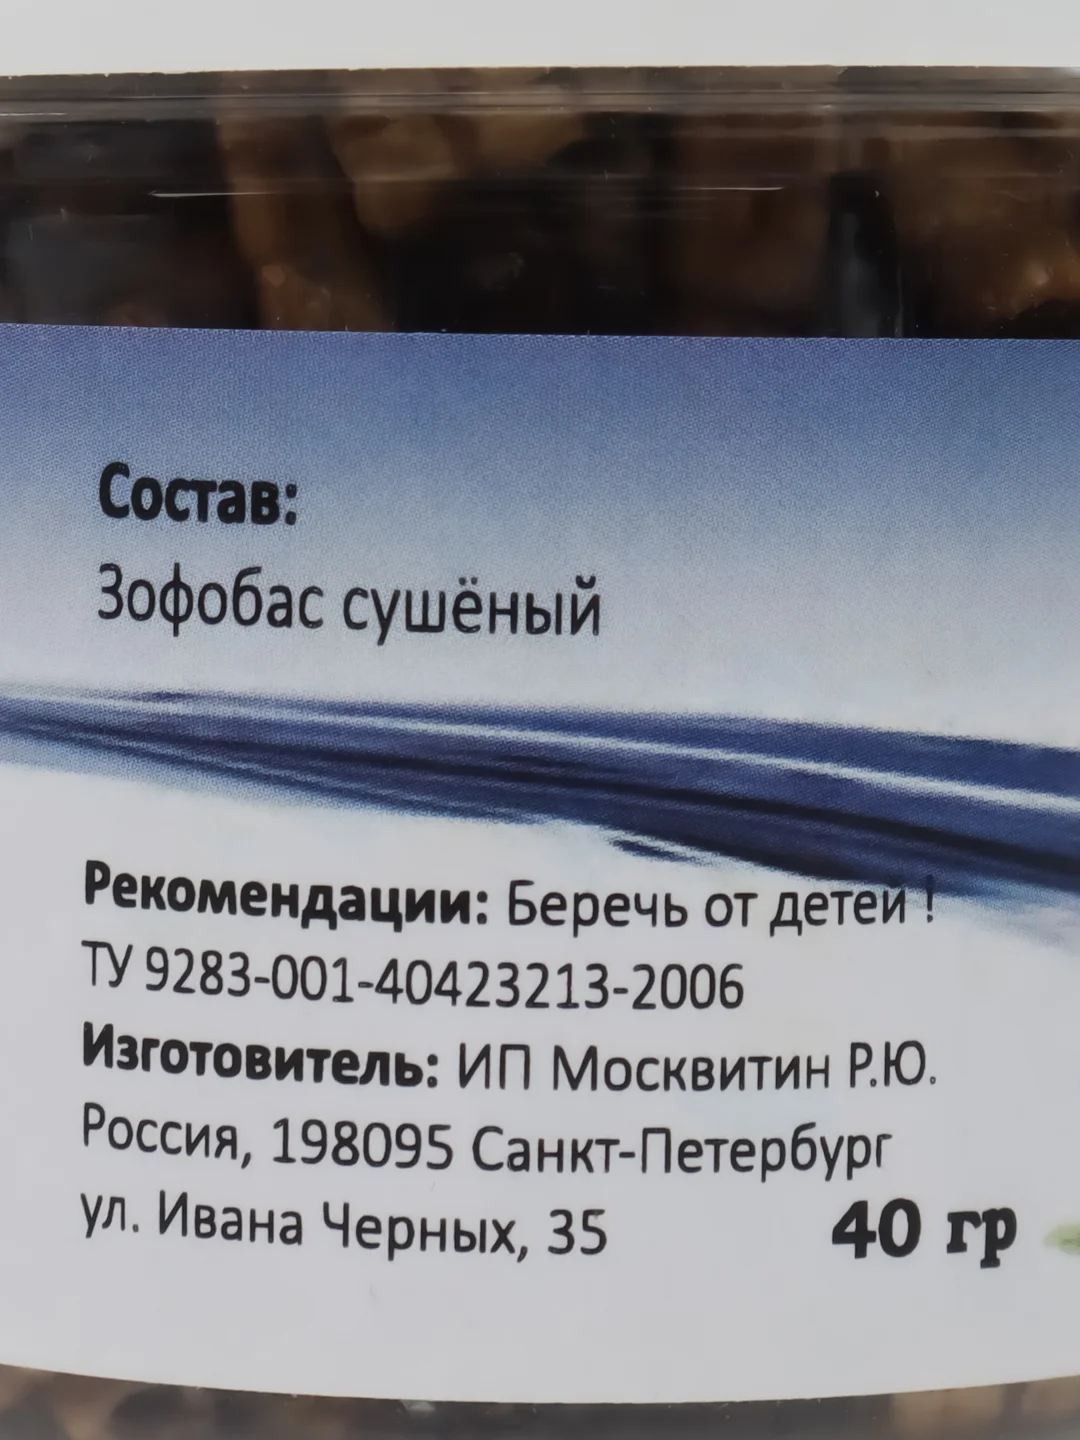 Состав:
Зофобас сушёный
Рекомендации: Беречь от детей !
ТУ 9283-001-40423213-2006
Изготовитель: ИП Москвитин Р.Ю.
Россия, 198095 Санкт-Петербург
ул. Ивана Черных, 35
40 гр